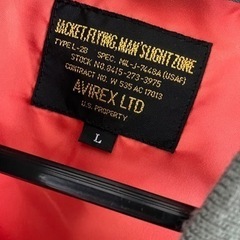 JACKET, FLYING, MAN'S LIGHT ZONE
TYPE L-2B SPEC. MIL-J-7448A (USAF)
STOCK NO. 8415-273-3975
CONTRACT NO. W 535 AC 17013
AVIREX LTD
U.S. PROPERTY
L